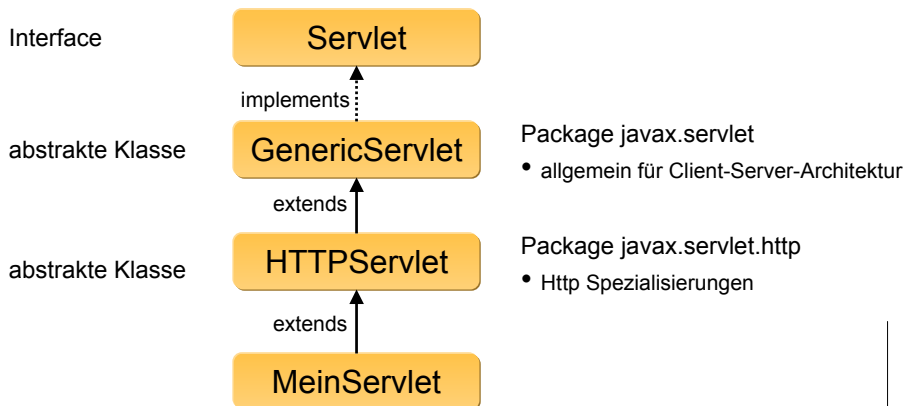 Interface
Servlet
implements
abstrakte Klasse
GenericServlet
Package javax.servlet
• allgemein für Client-Server-Architektur
extends
abstrakte Klasse
HTTPServlet
Package javax.servlet.http
• Http Spezialisierungen
extends
MeinServlet